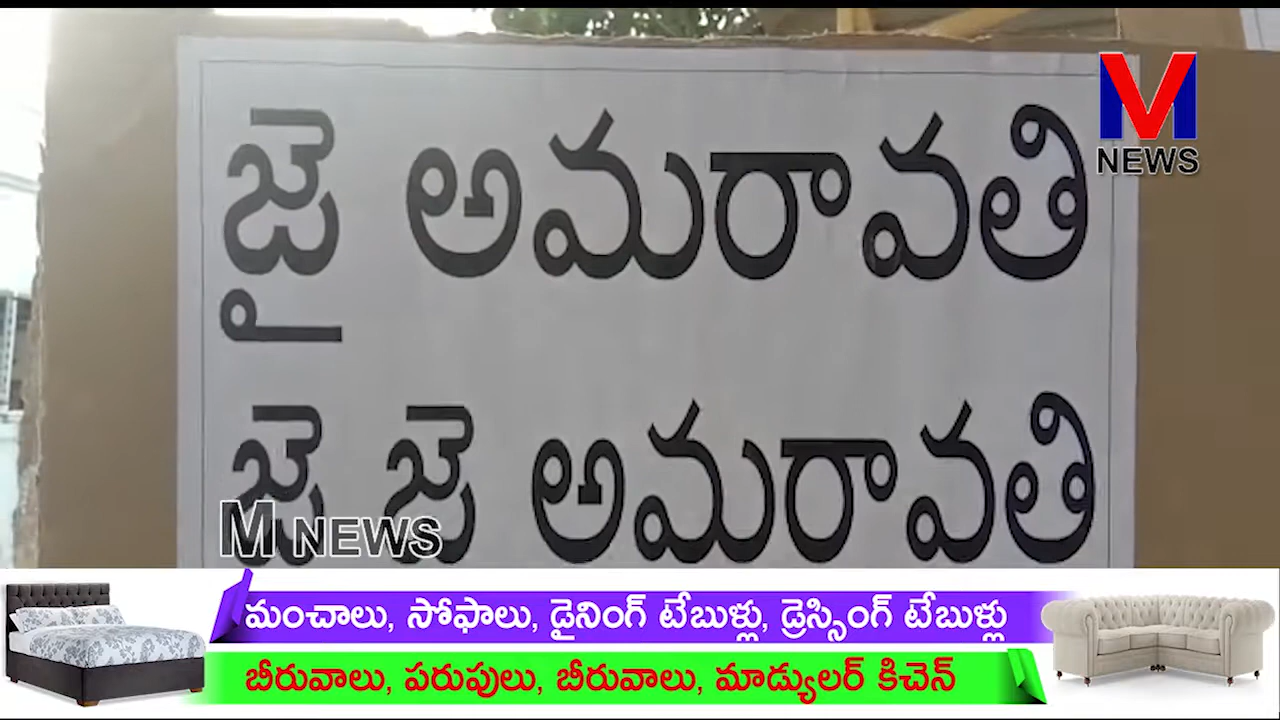 జై అమరావతి
జై జై అమరావతి
M NEWS
M NEWS
మంచాలు, సోఫాలు, డైనింగ్ టేబుళ్లు, డ్రెస్సింగ్ టేబుళ్లు
బీరువాలు, పరుపులు, బీరువాలు, మాడ్యులర్ కిచెన్